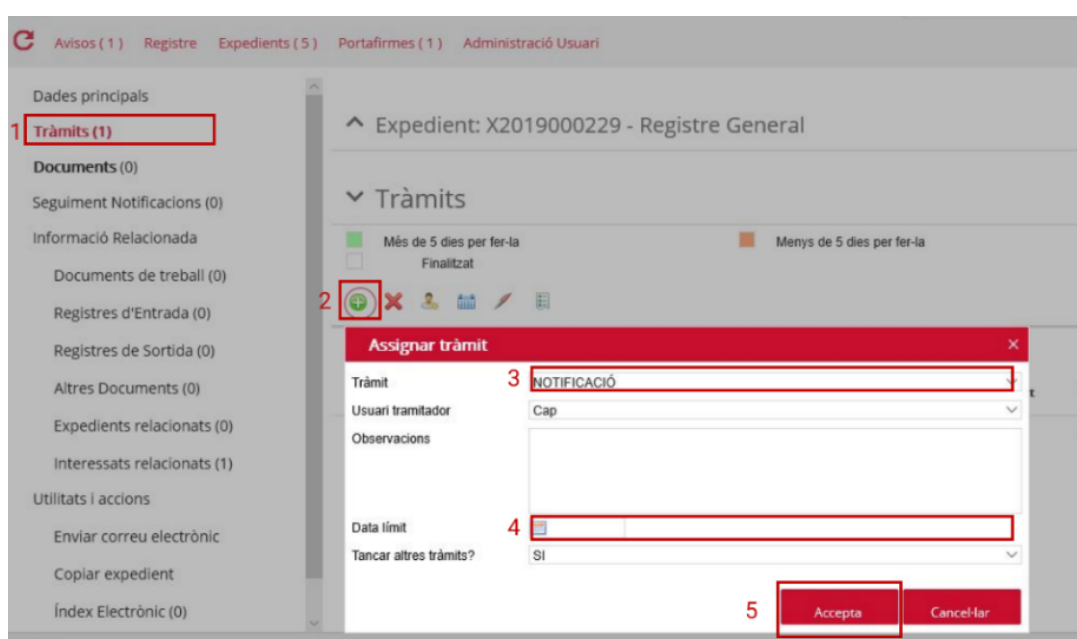 Avisos ( 1 ) Registre Expedients ( 5 ) Portafirmes ( 1 ) Administració Usuari
Dades principals
1 Tràmits (1)
Documents (0)
Seguiment Notificacions (0)
Informació Relacionada
Documents de treball (0)
Registres d'Entrada (0)
Registres de Sortida (0)
Altres Documents (0)
Expedients relacionats (0)
Interessats relacionats (1)
Utilitats i accions
Enviar correu electrònic
Copiar expedient
Índex Electrònic (0)
Expedient: X2019000229 - Registre General
Tràmits
Més de 5 dies per fer-la Menys de 5 dies per fer-la
Finalitzat
2
Assignar tràmit ×
Tràmit 3 NOTIFICACIÓ
Usuari tramitador Cap
Observacions
Data límit 4
Tancar altres tràmits? SI
5 Accepta Cancel·lar